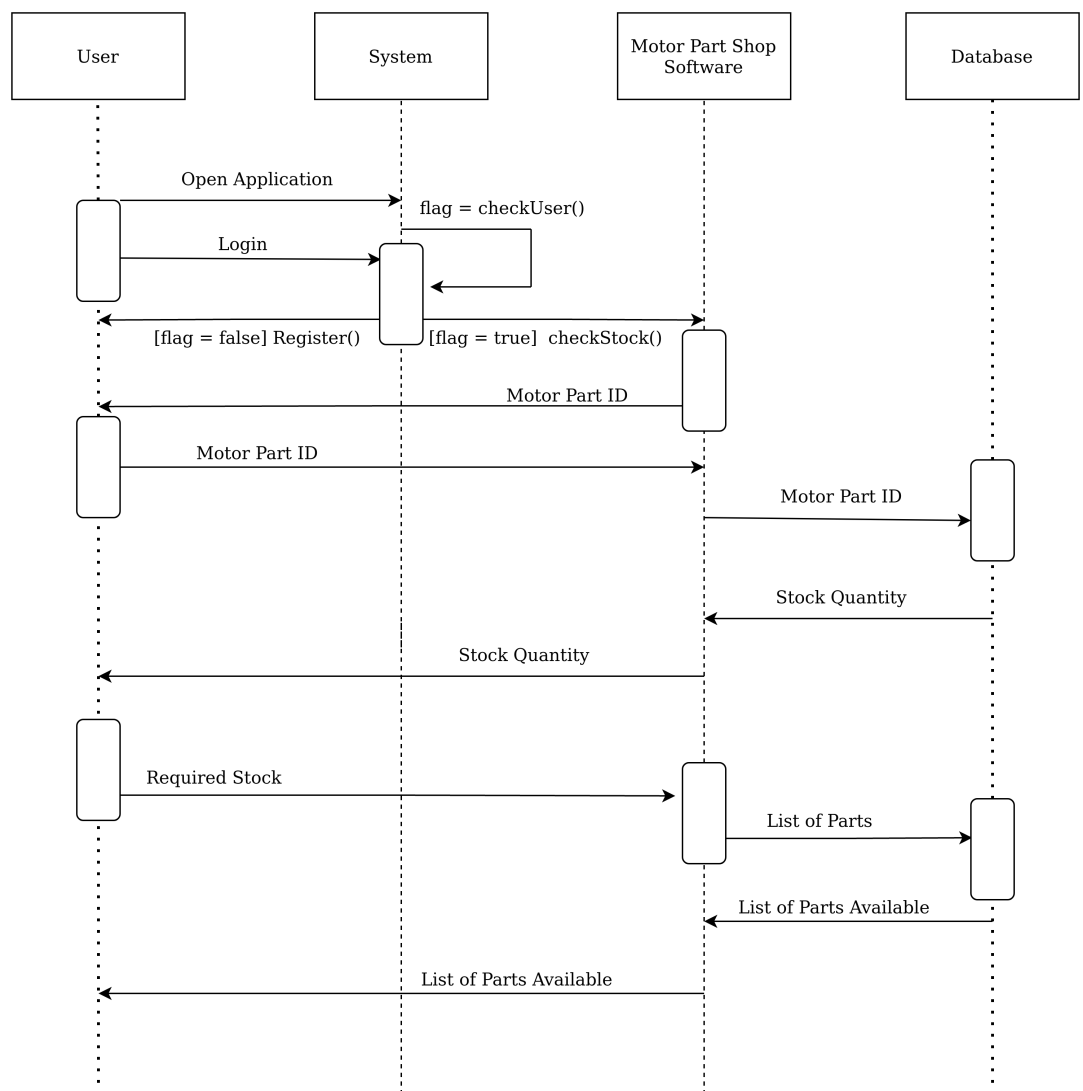 User
System
Motor Part Shop
Software
Database
Open Application
flag = checkUser()
Login
[flag = false] Register()
[flag = true]  checkStock()
Motor Part ID
Motor Part ID
Motor Part ID
Stock Quantity
Stock Quantity
Required Stock
List of Parts
List of Parts Available
List of Parts Available